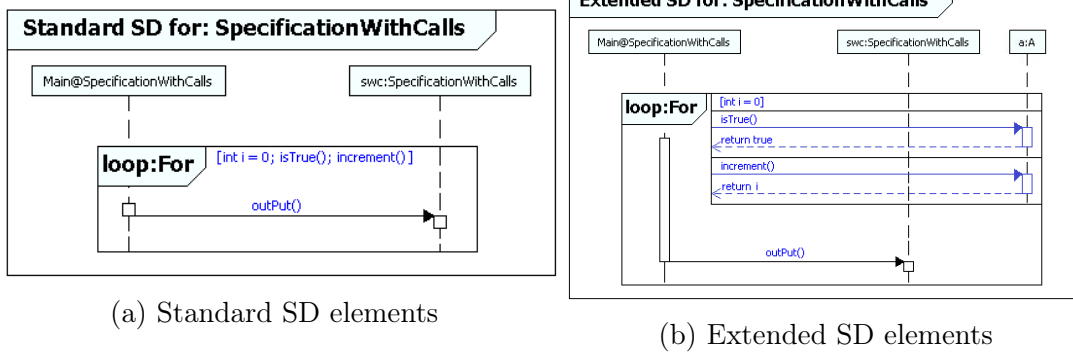 Standard SD for: SpecificationWithCalls
Main@SpecificationWithCalls
swc:SpecificationWithCalls
loop:For
[int i = 0; isTrue(); increment()]
outPut()
(a) Standard SD elements
Extended SD for: SpecificationWithCalls
Main@SpecificationWithCalls
swc:SpecificationWithCalls
a:A
loop:For
[int i = 0]
isTrue()
return true
increment()
return i
outPut()
(b) Extended SD elements